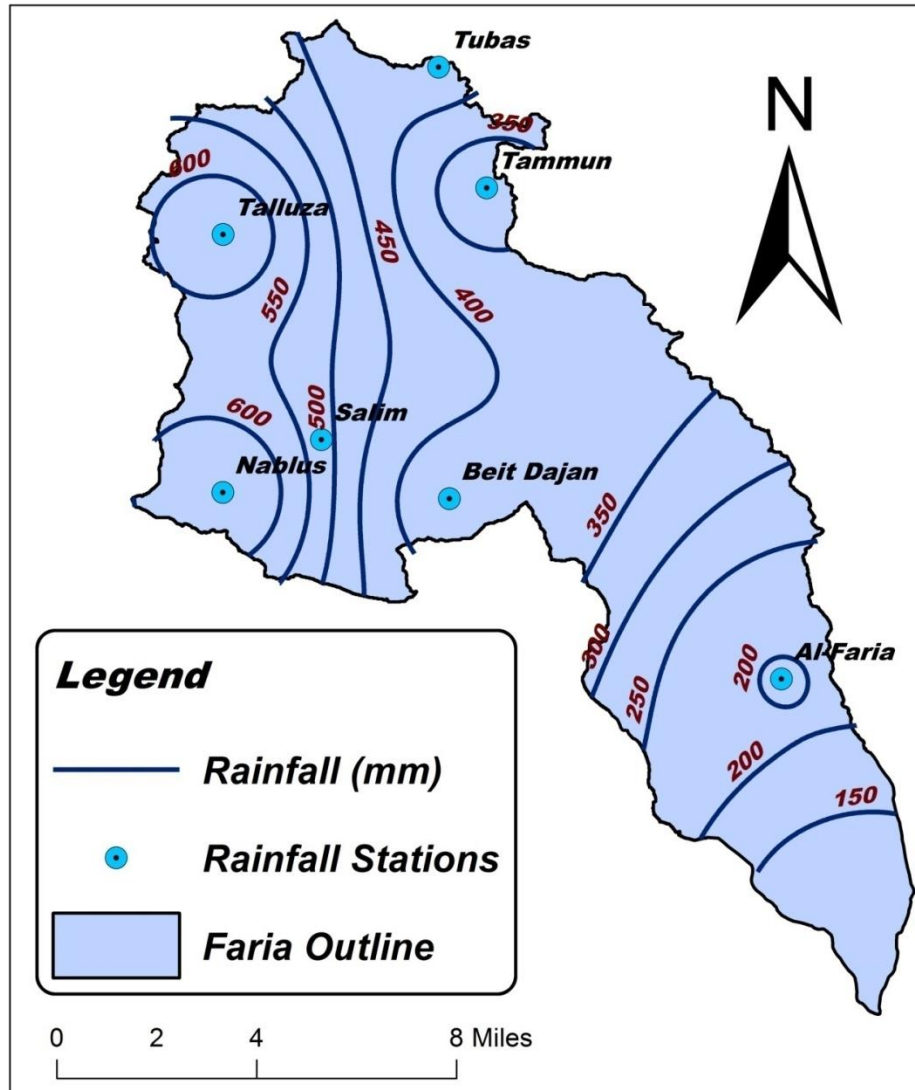 Tubas
N
350
Tammun
600
Talluza
450
550
400
600
500
Salim
Nablus
Beit Dajan
350
300
Al-Faria
200
250
200
150
Legend
Rainfall (mm)
Rainfall Stations
Faria Outline
0 2 4 8 Miles